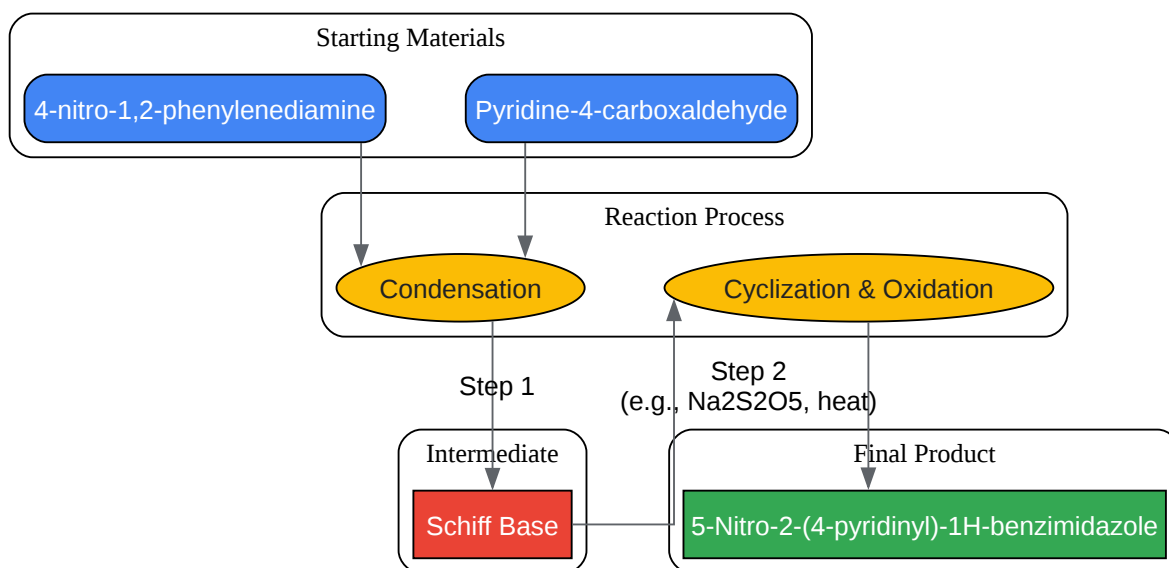 Starting Materials
4-nitro-1,2-phenylenediamine
Pyridine-4-carboxaldehyde
Reaction Process
Condensation
Cyclization & Oxidation
Step 1
Step 2
(e.g., Na2S2O5, heat)
Intermediate
Schiff Base
Final Product
5-Nitro-2-(4-pyridinyl)-1H-benzimidazole